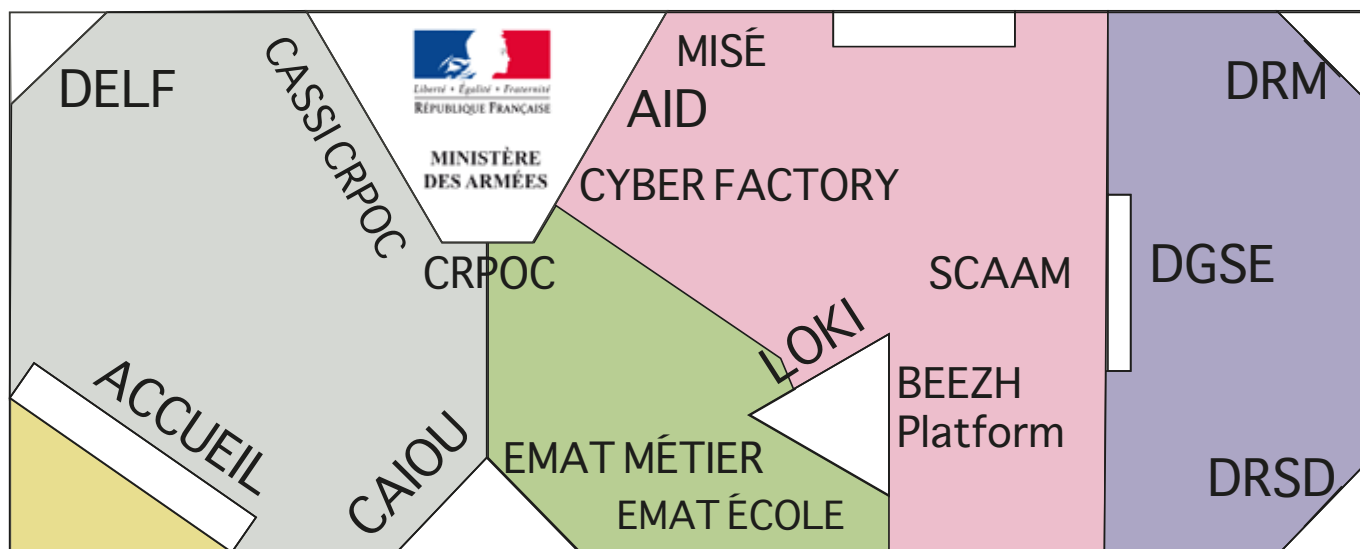 DELF
CASSI CRPOC
Liberté • Égalité • Fraternité
RÉPUBLIQUE FRANÇAISE
MINISTÈRE
DES ARMÉES
MISÉ
AID
CYBER FACTORY
DRM
CRPOC
SCAAM
DGSE
LOKI
ACCUEIL
CAIOU
BEEZH
Platform
EMAT MÉTIER
EMAT ÉCOLE
DRSD